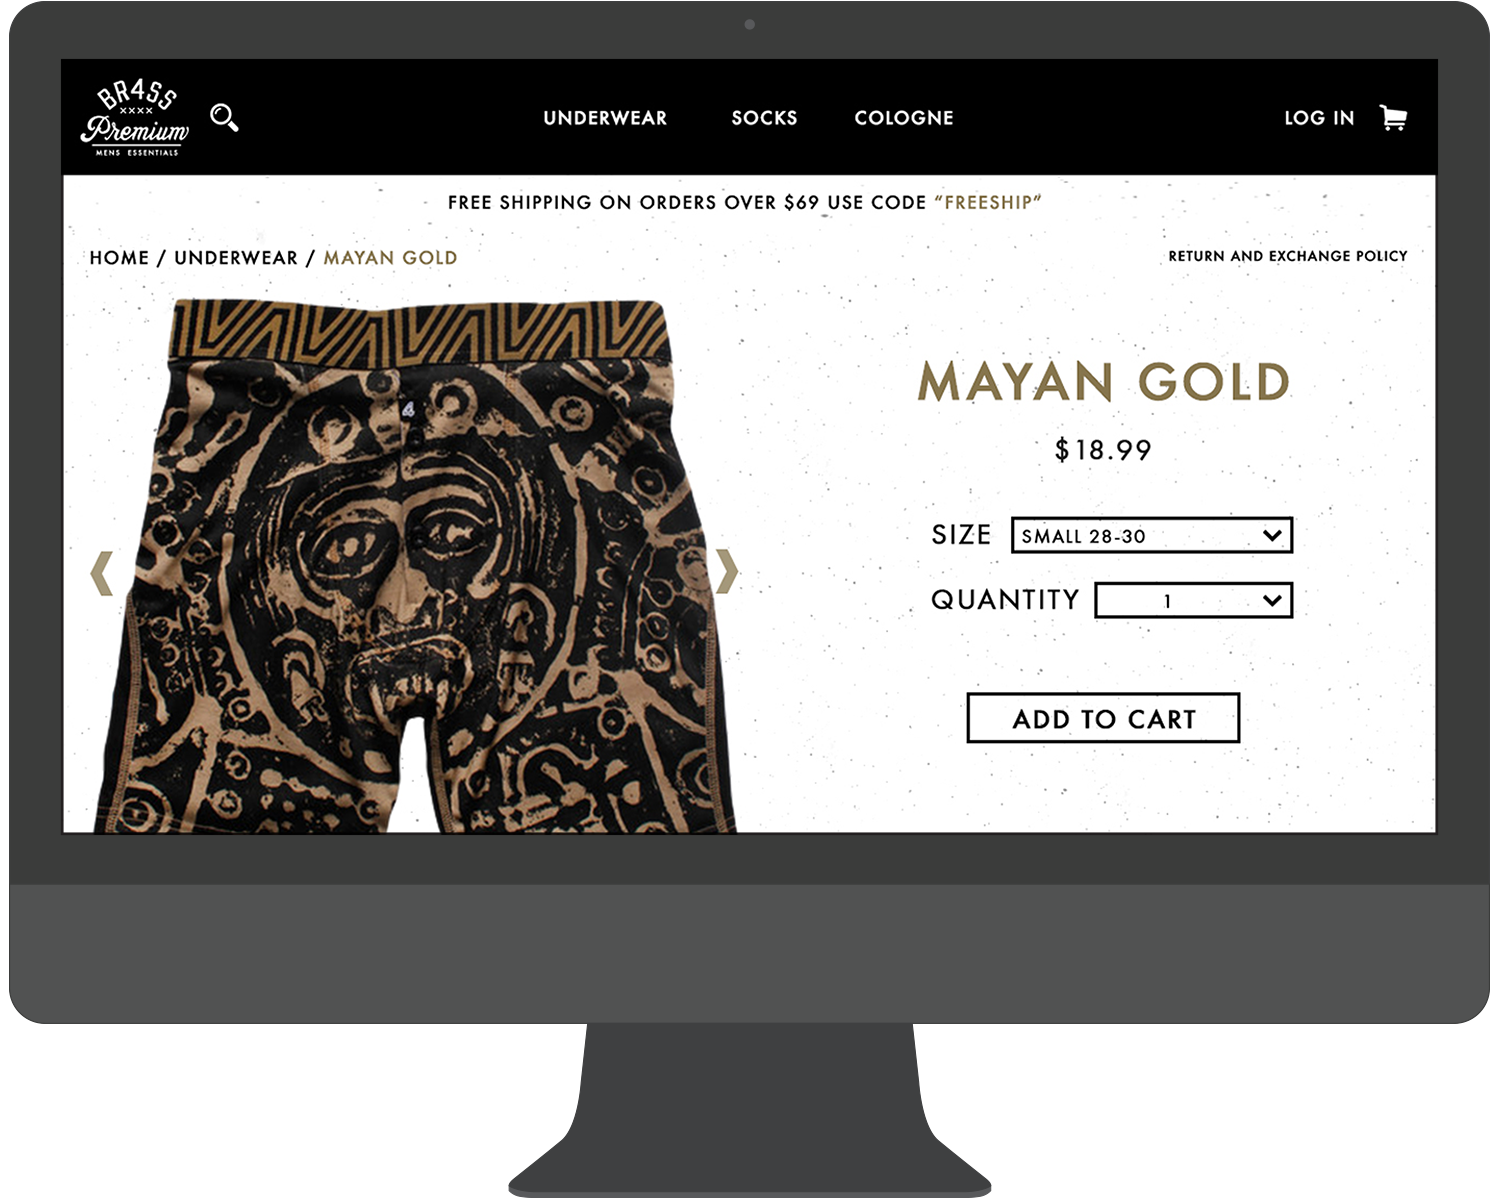 BR4SS
xxxx
Premium
MENS ESSENTIALS
UNDERWEAR
SOCKS
COLOGNE
LOG IN
FREE SHIPPING ON ORDERS OVER $69 USE CODE “FREESHIP”
HOME / UNDERWEAR / MAYAN GOLD
RETURN AND EXCHANGE POLICY
4
MAYAN GOLD
$18.99
SIZE SMALL 28-30
QUANTITY 1
ADD TO CART